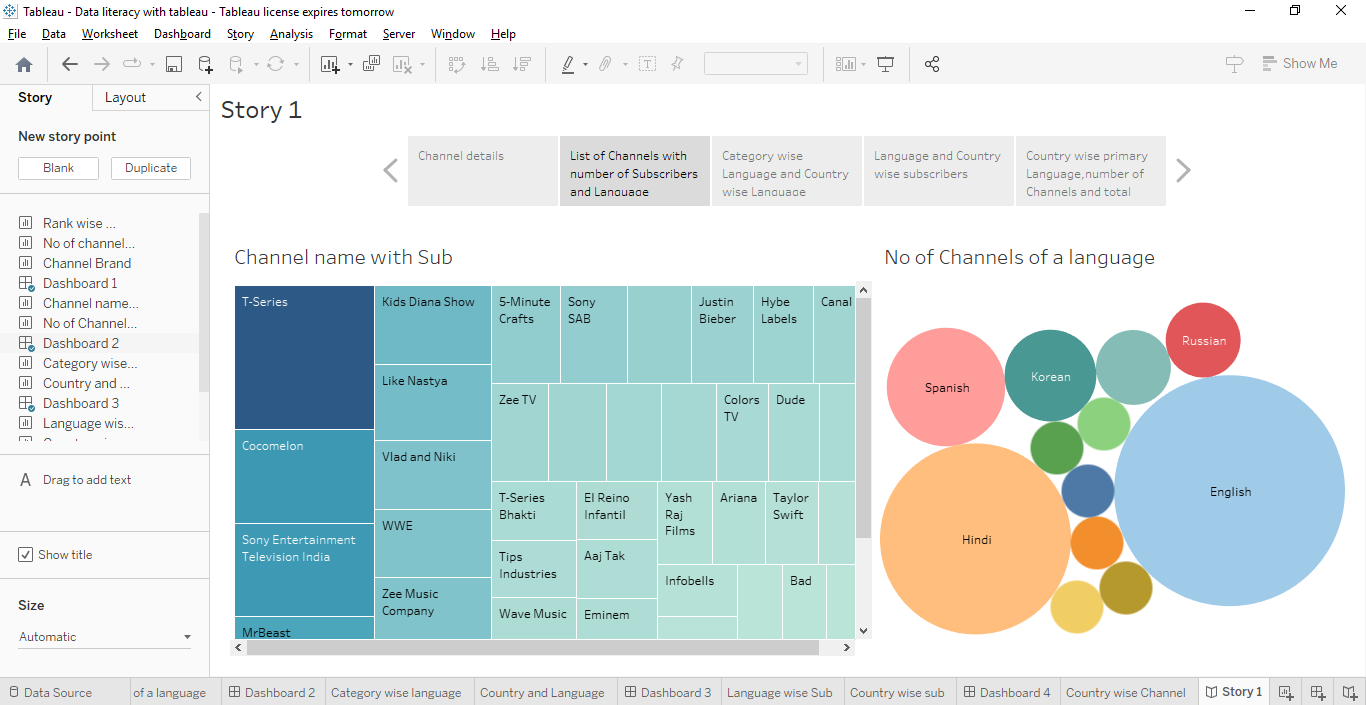 Tableau - Data literacy with tableau - Tableau license expires tomorrow
File Data Worksheet Dashboard Story Analysis Format Server Window Help
Show Me
Story Layout
New story point
Blank Duplicate
Rank wise ...
No of channel...
Channel Brand
Dashboard 1
Channel name...
No of Channel...
Dashboard 2
Category wise...
Country and ...
Dashboard 3
Language wis...
A Drag to add text
Show title
Size
Automatic
Story 1
Channel details
List of Channels with
number of Subscribers
and Language
Category wise
Language and Country
wise Language
Language and Country
wise subscribers
Country wise primary
Language,number of
Channels and total
Channel name with Sub
T-Series
Cocomelon
Sony Entertainment
Television India
MrBeast
Kids Diana Show
Like Nastya
Vlad and Niki
WWE
Zee Music
Company
5-Minute
Crafts
Sony
SAB
Justin
Bieber
Hybe
Labels
Canal
Zee TV
Colors
TV
Dude
T-Series
Bhakti
El Reino
Infantil
Yash
Raj
Films
Ariana
Taylor
Swift
Tips
Industries
Aaj Tak
Infobells
Bad
Wave Music
Eminem
No of Channels of a language
Spanish
Korean
Russian
Hindi
English
Data Source of a language Dashboard 2 Category wise language Country and Language Dashboard 3 Language wise Sub Country wise sub Dashboard 4 Country wise Channel Story 1